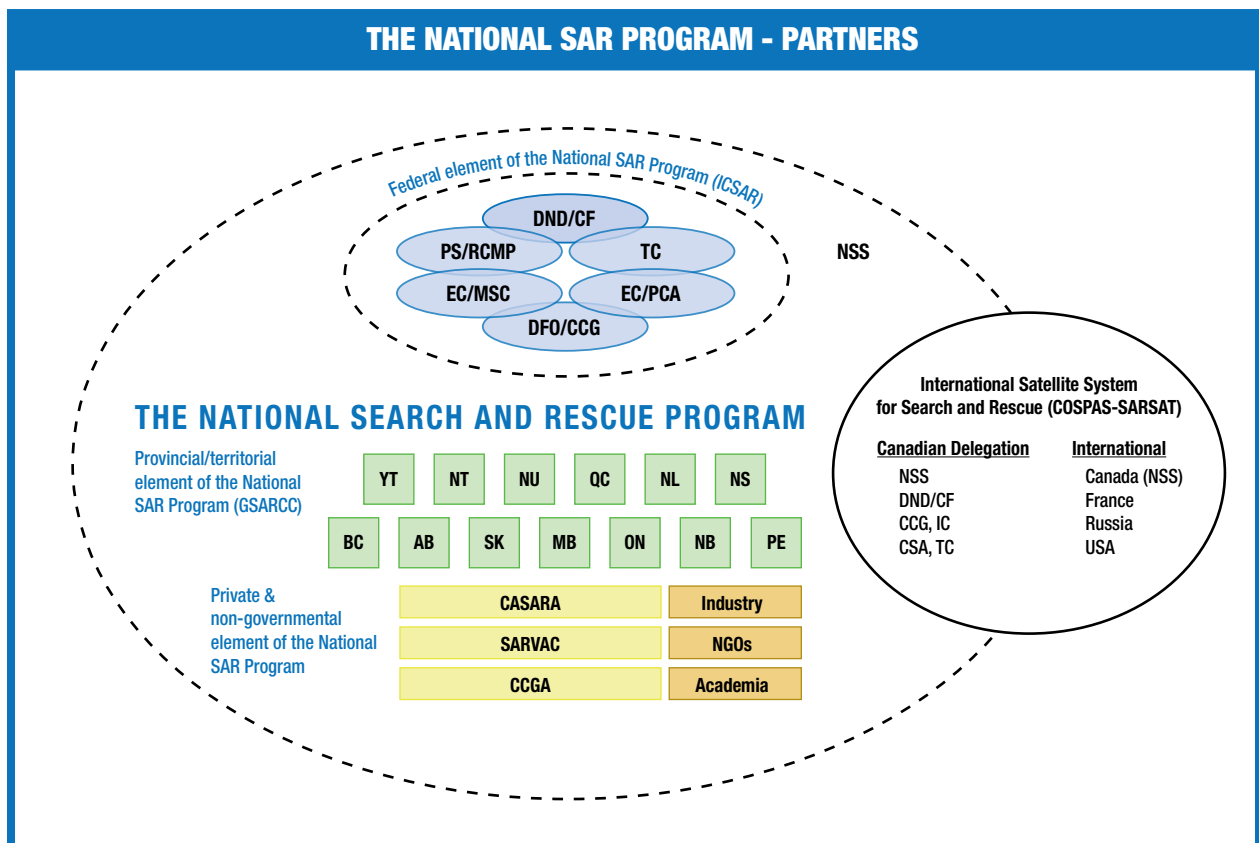 THE NATIONAL SAR PROGRAM - PARTNERS
Federal element of the National SAR Program (ICSAR)
DND/CF
PS/RCMP
TC
NSS
EC/MSC
EC/PCA
DFO/CCG
THE NATIONAL SEARCH AND RESCUE PROGRAM
Provincial/territorial
element of the National
SAR Program (GSARCC)
YT
NT
NU
QC
NL
NS
BC
AB
SK
MB
ON
NB
PE
Private &
non-governmental
element of the National
SAR Program
CASARA
Industry
SARVAC
NGOs
CCGA
Academia
International Satellite System
for Search and Rescue (COSPAS-SARSAT)
Canadian Delegation
NSS
DND/CF
CCG, IC
CSA, TC
International
Canada (NSS)
France
Russia
USA